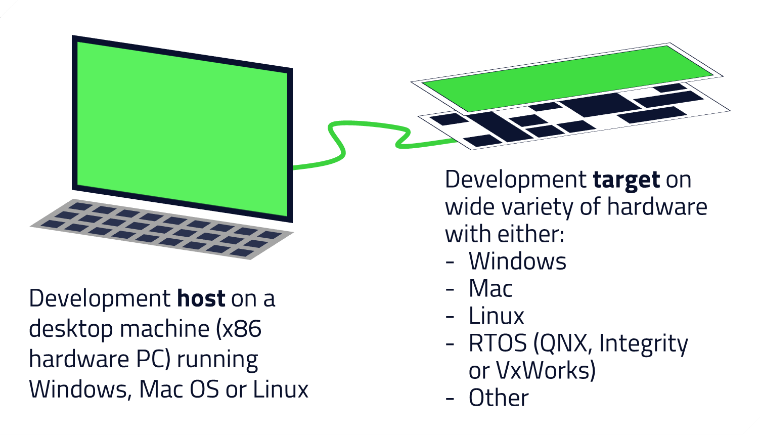 Development host on a
desktop machine (x86
hardware PC) running
Windows, Mac OS or Linux
Development target on
wide variety of hardware
with either:
- Windows
- Mac
- Linux
- RTOS (QNX, Integrity
or VxWorks)
- Other